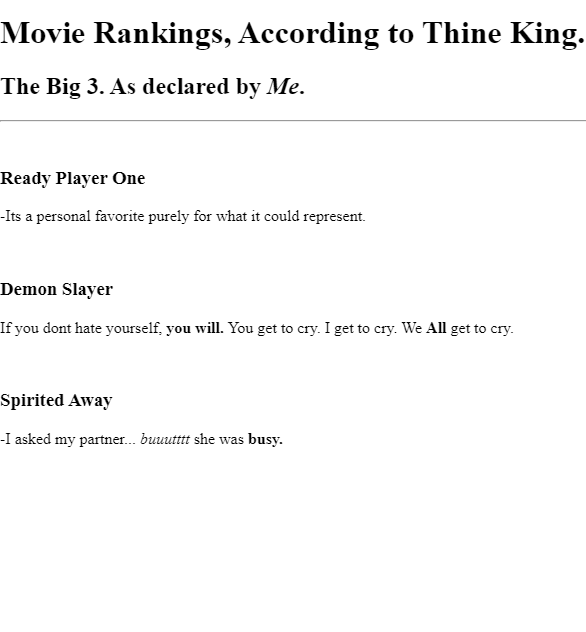 Movie Rankings, According to Thine King.
The Big 3. As declared by Me.
Ready Player One
-Its a personal favorite purely for what it could represent.
Demon Slayer
If you dont hate yourself, you will. You get to cry. I get to cry. We All get to cry.
Spirited Away
-I asked my partner... buuutttt she was busy.